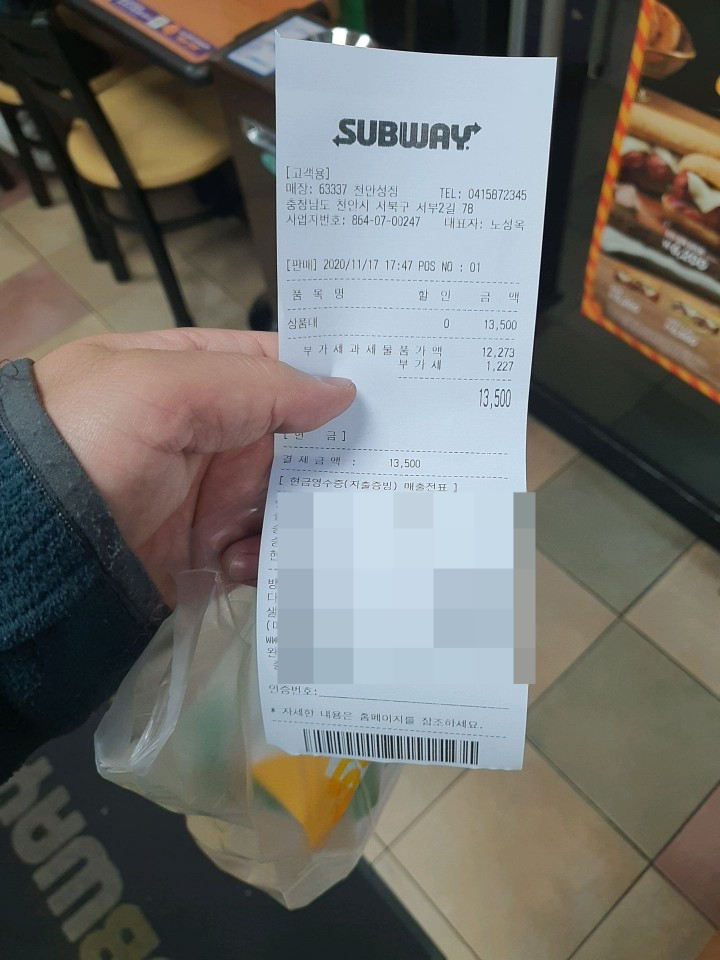 SUBWAY
[고객용]
매장: 63337 천안성정 TEL: 0415872345
충청남도 천안시 서북구 서부2길 78
사업자번호: 864-07-00247 대표자: 노성옥
[판매] 2020/11/17 17:47 POS NO : 01
품 목 명 할 인 금 액
상품대 0 13,500
부 가 세 과 세 물 품 가 액 12,273
부 가 세 1,227
13,500
[ 현 금 ]
결 제 금 액 : 13,500
[ 현금영수증(지출증빙) 매출전표 ]
인증번호:
* 자세한 내용은 홈페이지를 참조하세요.
BWAY